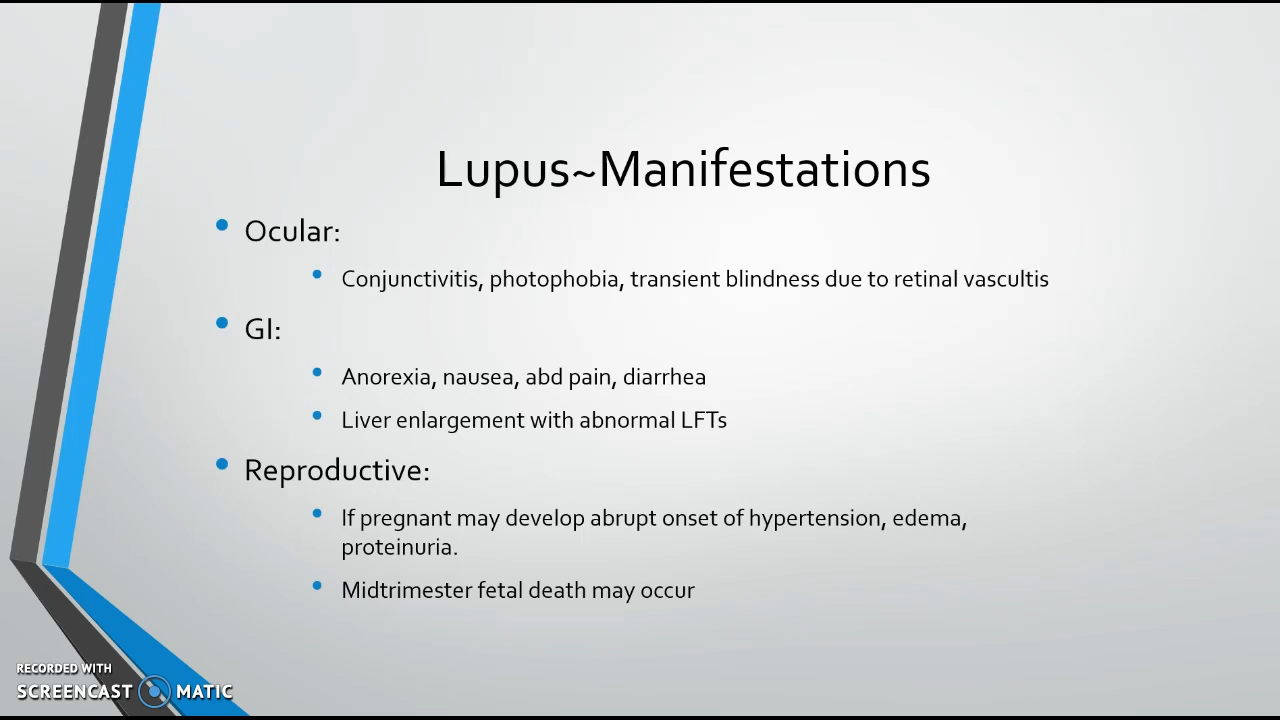 Lupus~Manifestations
Ocular:
Conjunctivitis, photophobia, transient blindness due to retinal vascultis
GI:
Anorexia, nausea, abd pain, diarrhea
Liver enlargement with abnormal LFTs
Reproductive:
If pregnant may develop abrupt onset of hypertension, edema,
proteinuria.
Midtrimester fetal death may occur
RECORDED WITH
SCREENCAST MATIC